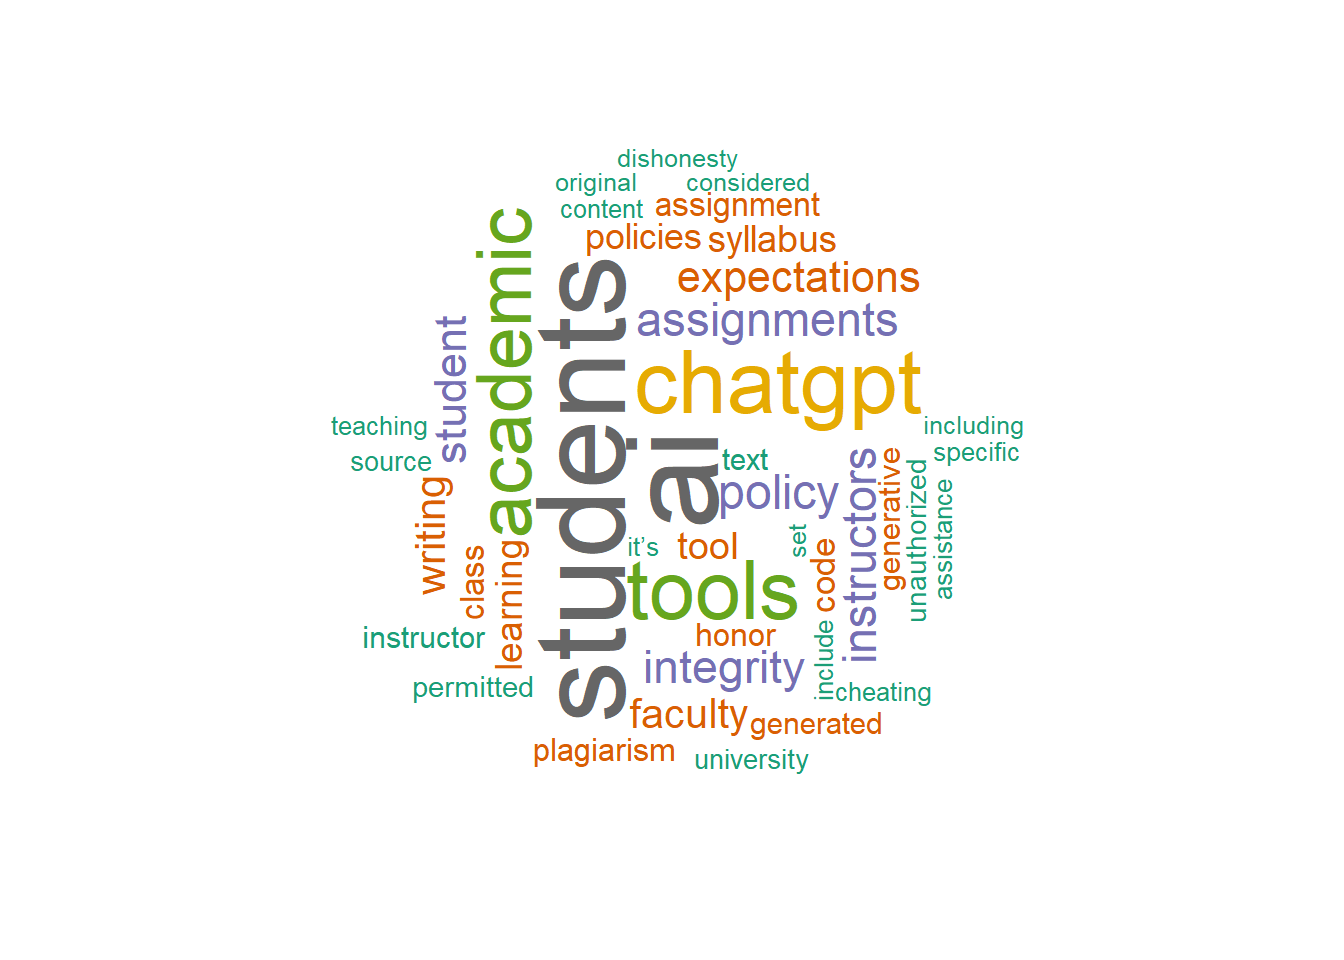 dishonesty
original
considered
content
assignment
policies
syllabus
academic
students
expectations
assignments
student
chatgpt
ai
teaching
including
source
text
specific
writing
policy
instructors
generative
unauthorized
assistance
class
learning
it’s
tool
set
code
tools
instructor
honor
include
integrity
permitted
cheating
faculty
generated
plagiarism
university